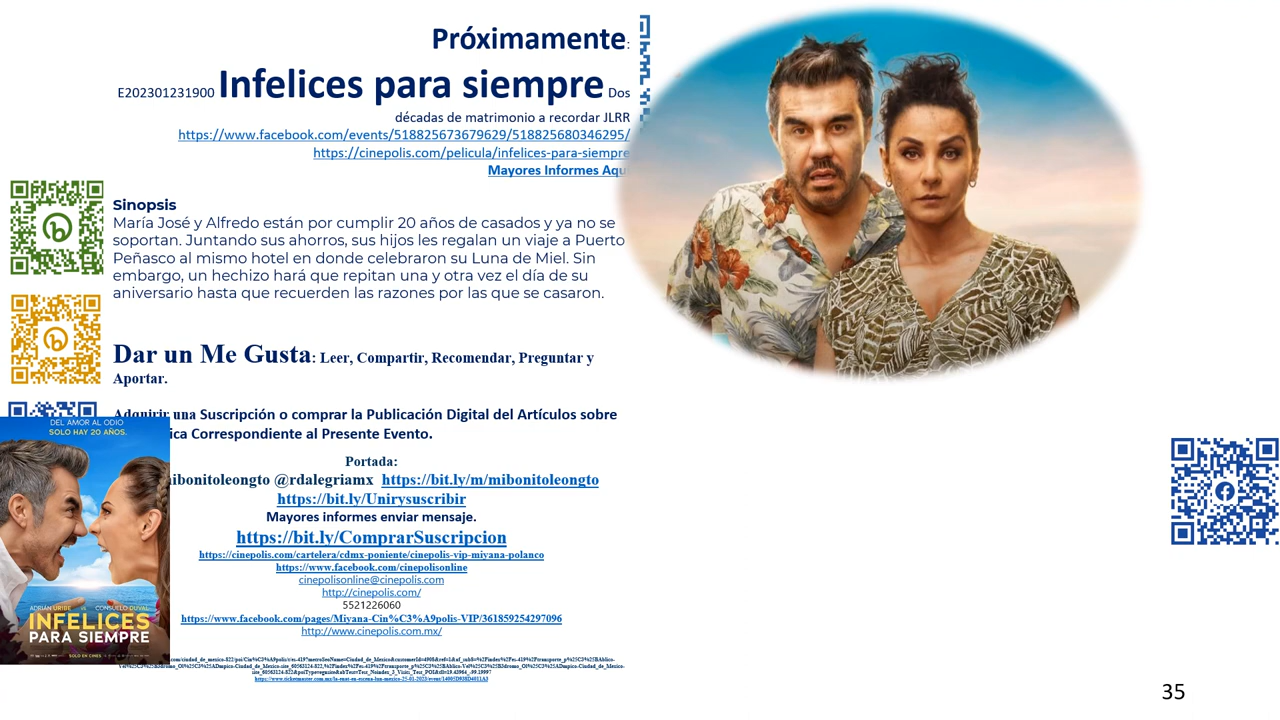 Próximamente:
E202301231900 Infelices para siempre Dos
décadas de matrimonio a recordar JLRR
https://www.facebook.com/events/518825673679629/518825680346295/
https://cinepolis.com/pelicula/infelices-para-siempre
Mayores Informes Aqu
Sinopsis
María José y Alfredo están por cumplir 20 años de casados y ya no se
soportan. Juntando sus ahorros, sus hijos les regalan un viaje a Puerto
Peñasco al mismo hotel en donde celebraron su Luna de Miel. Sin
embargo, un hechizo hará que repitan una y otra vez el día de su
aniversario hasta que recuerden las razones por las que se casaron.
Dar un Me Gusta: Leer, Compartir, Recomendar, Preguntar y
Aportar.
Adquirir una Suscripción o comprar la Publicación Digital del Artículos sobre
ica Correspondiente al Presente Evento.
Portada:
ibonitoleongto @rdalegriamx https://bit.ly/m/mibonitoleongto
https://bit.ly/Unirysuscribir
Mayores informes enviar mensaje.
https://bit.ly/ComprarSuscripcion
https://cinepolis.com/cartelera/cdmx-poniente/cinepolis-vip-miyana-polanco
https://www.facebook.com/cinepolisonline
cinepolisonline@cinepolis.com
http://cinepolis.com/
5521226060
https://www.facebook.com/pages/Miyana-Cin%C3%A9polis-VIP/361859254297096
http://www.cinepolis.com.mx/
DEL AMOR AL ODIO
SOLO HAY 20 AÑOS.
ADRIÁN URIBE VS CONSUELO DUVAL
INFELICES
PARA SIEMPRE
SOLO EN CINES
35